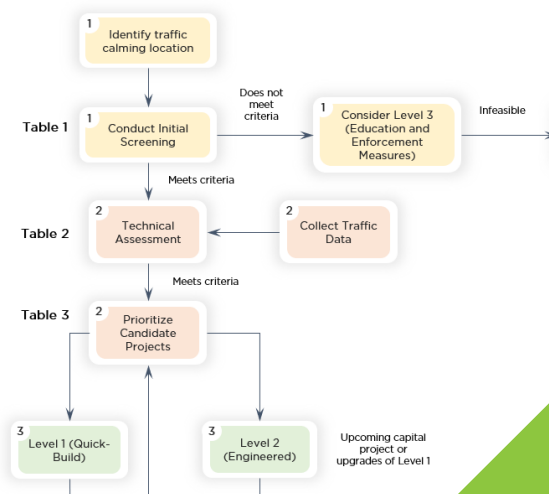 1
Identify traffic
calming location
Table 1
1
Conduct Initial
Screening
Does not
meet
criteria
1
Consider Level 3
(Education and
Enforcement
Measures)
Infeasible
Meets criteria
Table 2
2
Technical
Assessment
2
Collect Traffic
Data
Meets criteria
Table 3
2
Prioritize
Candidate
Projects
3
Level 1 (Quick-
Build)
3
Level 2
(Engineered)
Upcoming capital
project or
upgrades of Level 1